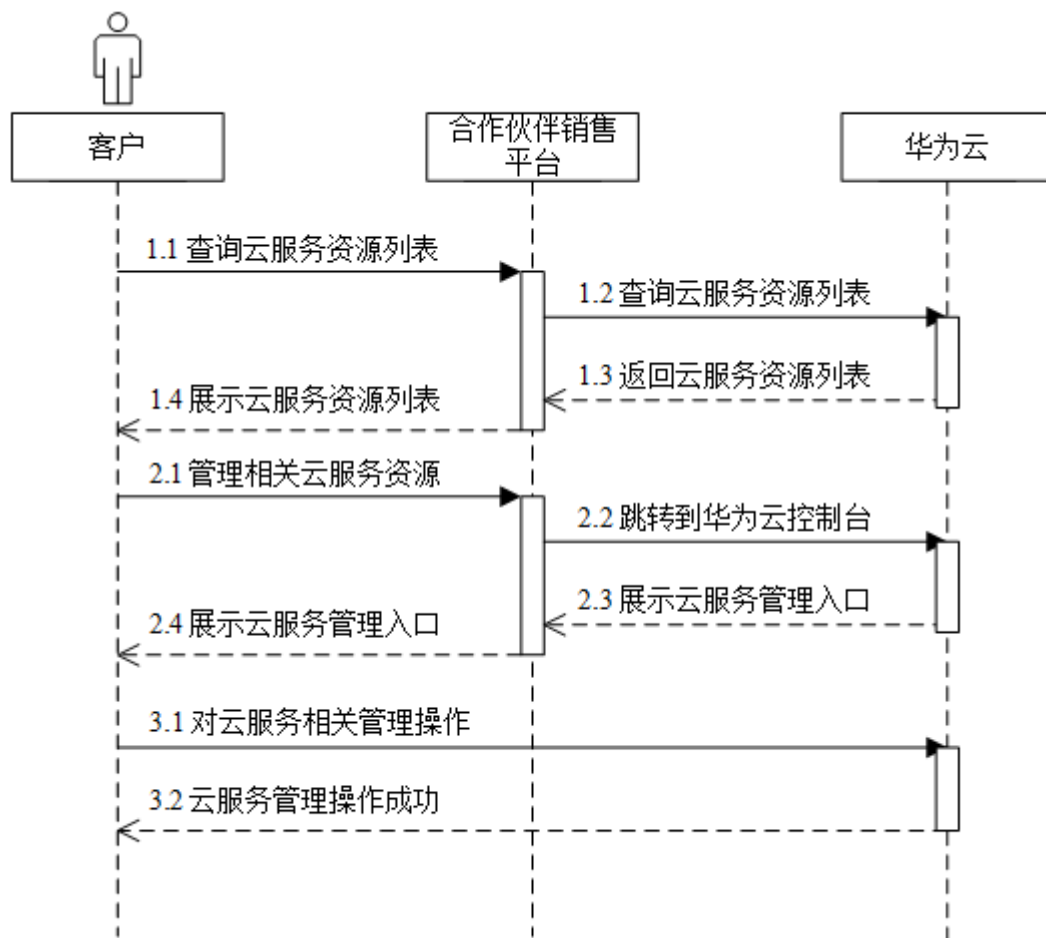 客户
合作伙伴销售
平台
华为云
1.1 查询云服务资源列表
1.2 查询云服务资源列表
1.3 返回云服务资源列表
1.4 展示云服务资源列表
2.1 管理相关云服务资源
2.2 跳转到华为云控制台
2.3 展示云服务管理入口
2.4 展示云服务管理入口
3.1 对云服务相关管理操作
3.2 云服务管理操作成功